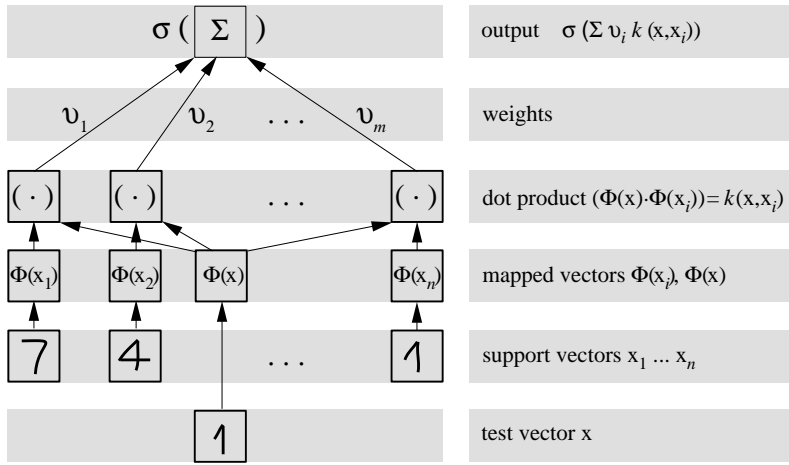 σ ( Σ ) output σ (Σ υᵢ k (x,xᵢ))
υ₁ υ₂ . . . υₘ weights
( · ) ( · ) . . . ( · ) dot product (Φ(x)·Φ(xᵢ)) = k(x,xᵢ)
Φ(x₁) Φ(x₂) Φ(x) Φ(xₙ) mapped vectors Φ(xᵢ), Φ(x)
7 4 . . . 1 support vectors x₁ ... xₙ
1 test vector x